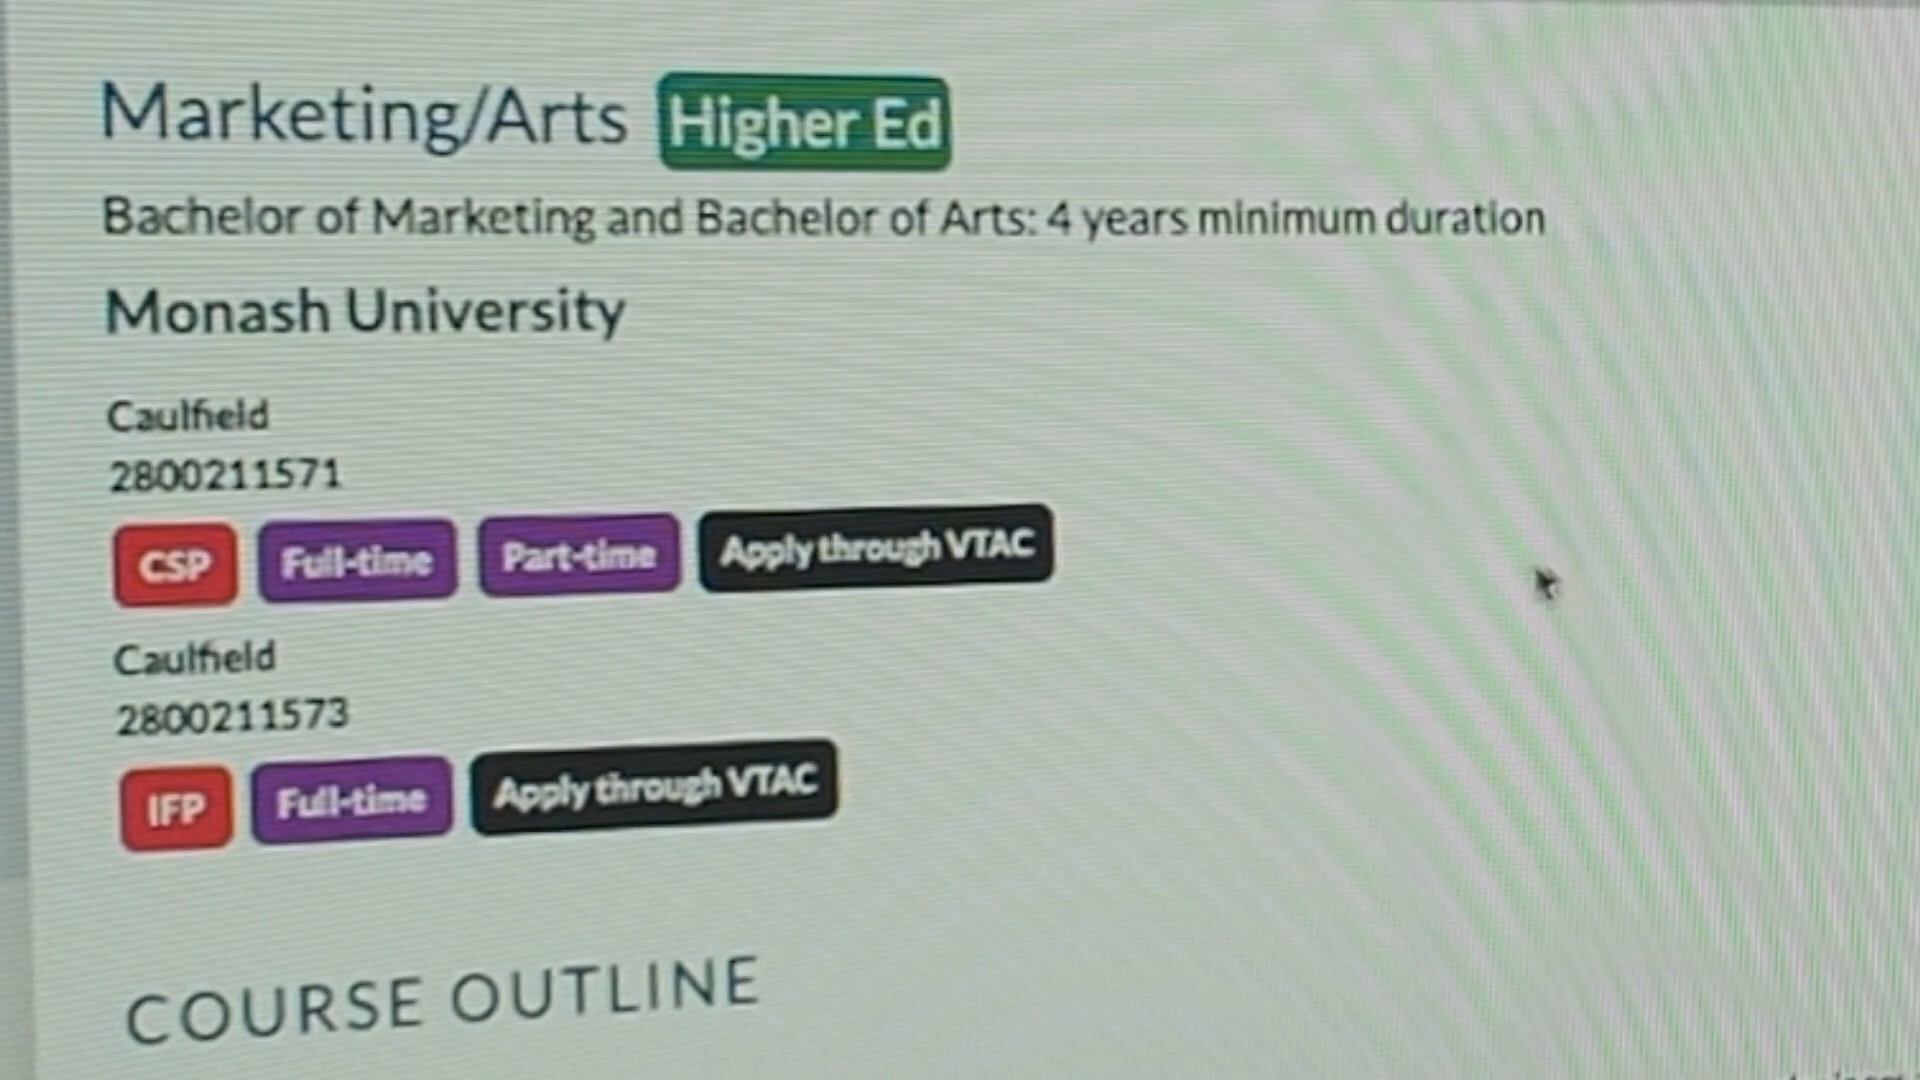 Marketing/Arts Higher Ed
Bachelor of Marketing and Bachelor of Arts: 4 years minimum duration
Monash University
Caulfield
2800211571
CSP Full-time Part-time Apply through VTAC
Caulfield
2800211573
IFP Full-time Apply through VTAC
COURSE OUTLINE